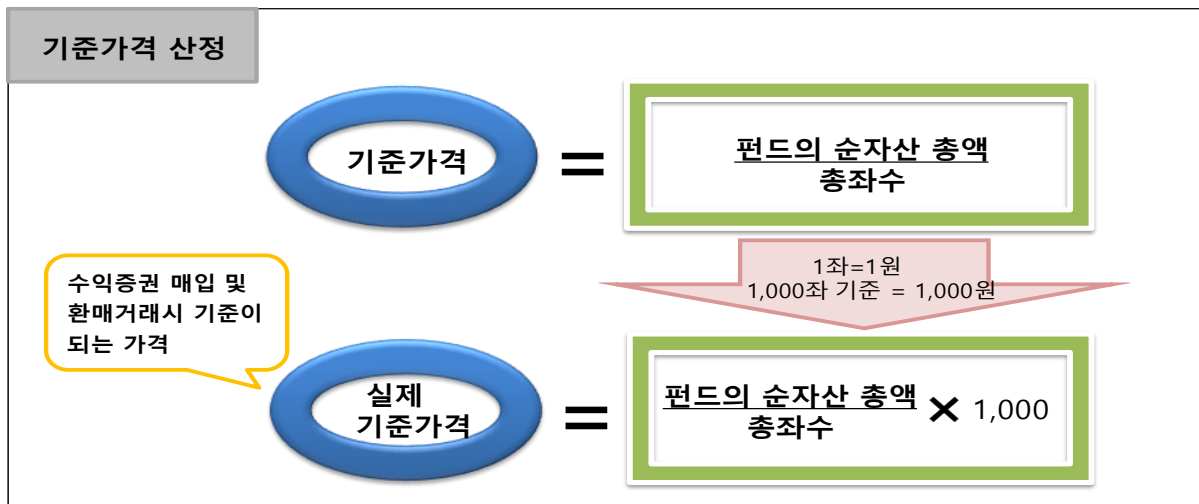 기준가격 산정
기준가격
=
펀드의 순자산 총액
총좌수
1좌=1원
1,000좌 기준 = 1,000원
수익증권 매입 및
환매거래시 기준이
되는 가격
실제
기준가격
=
펀드의 순자산 총액
총좌수
× 1,000